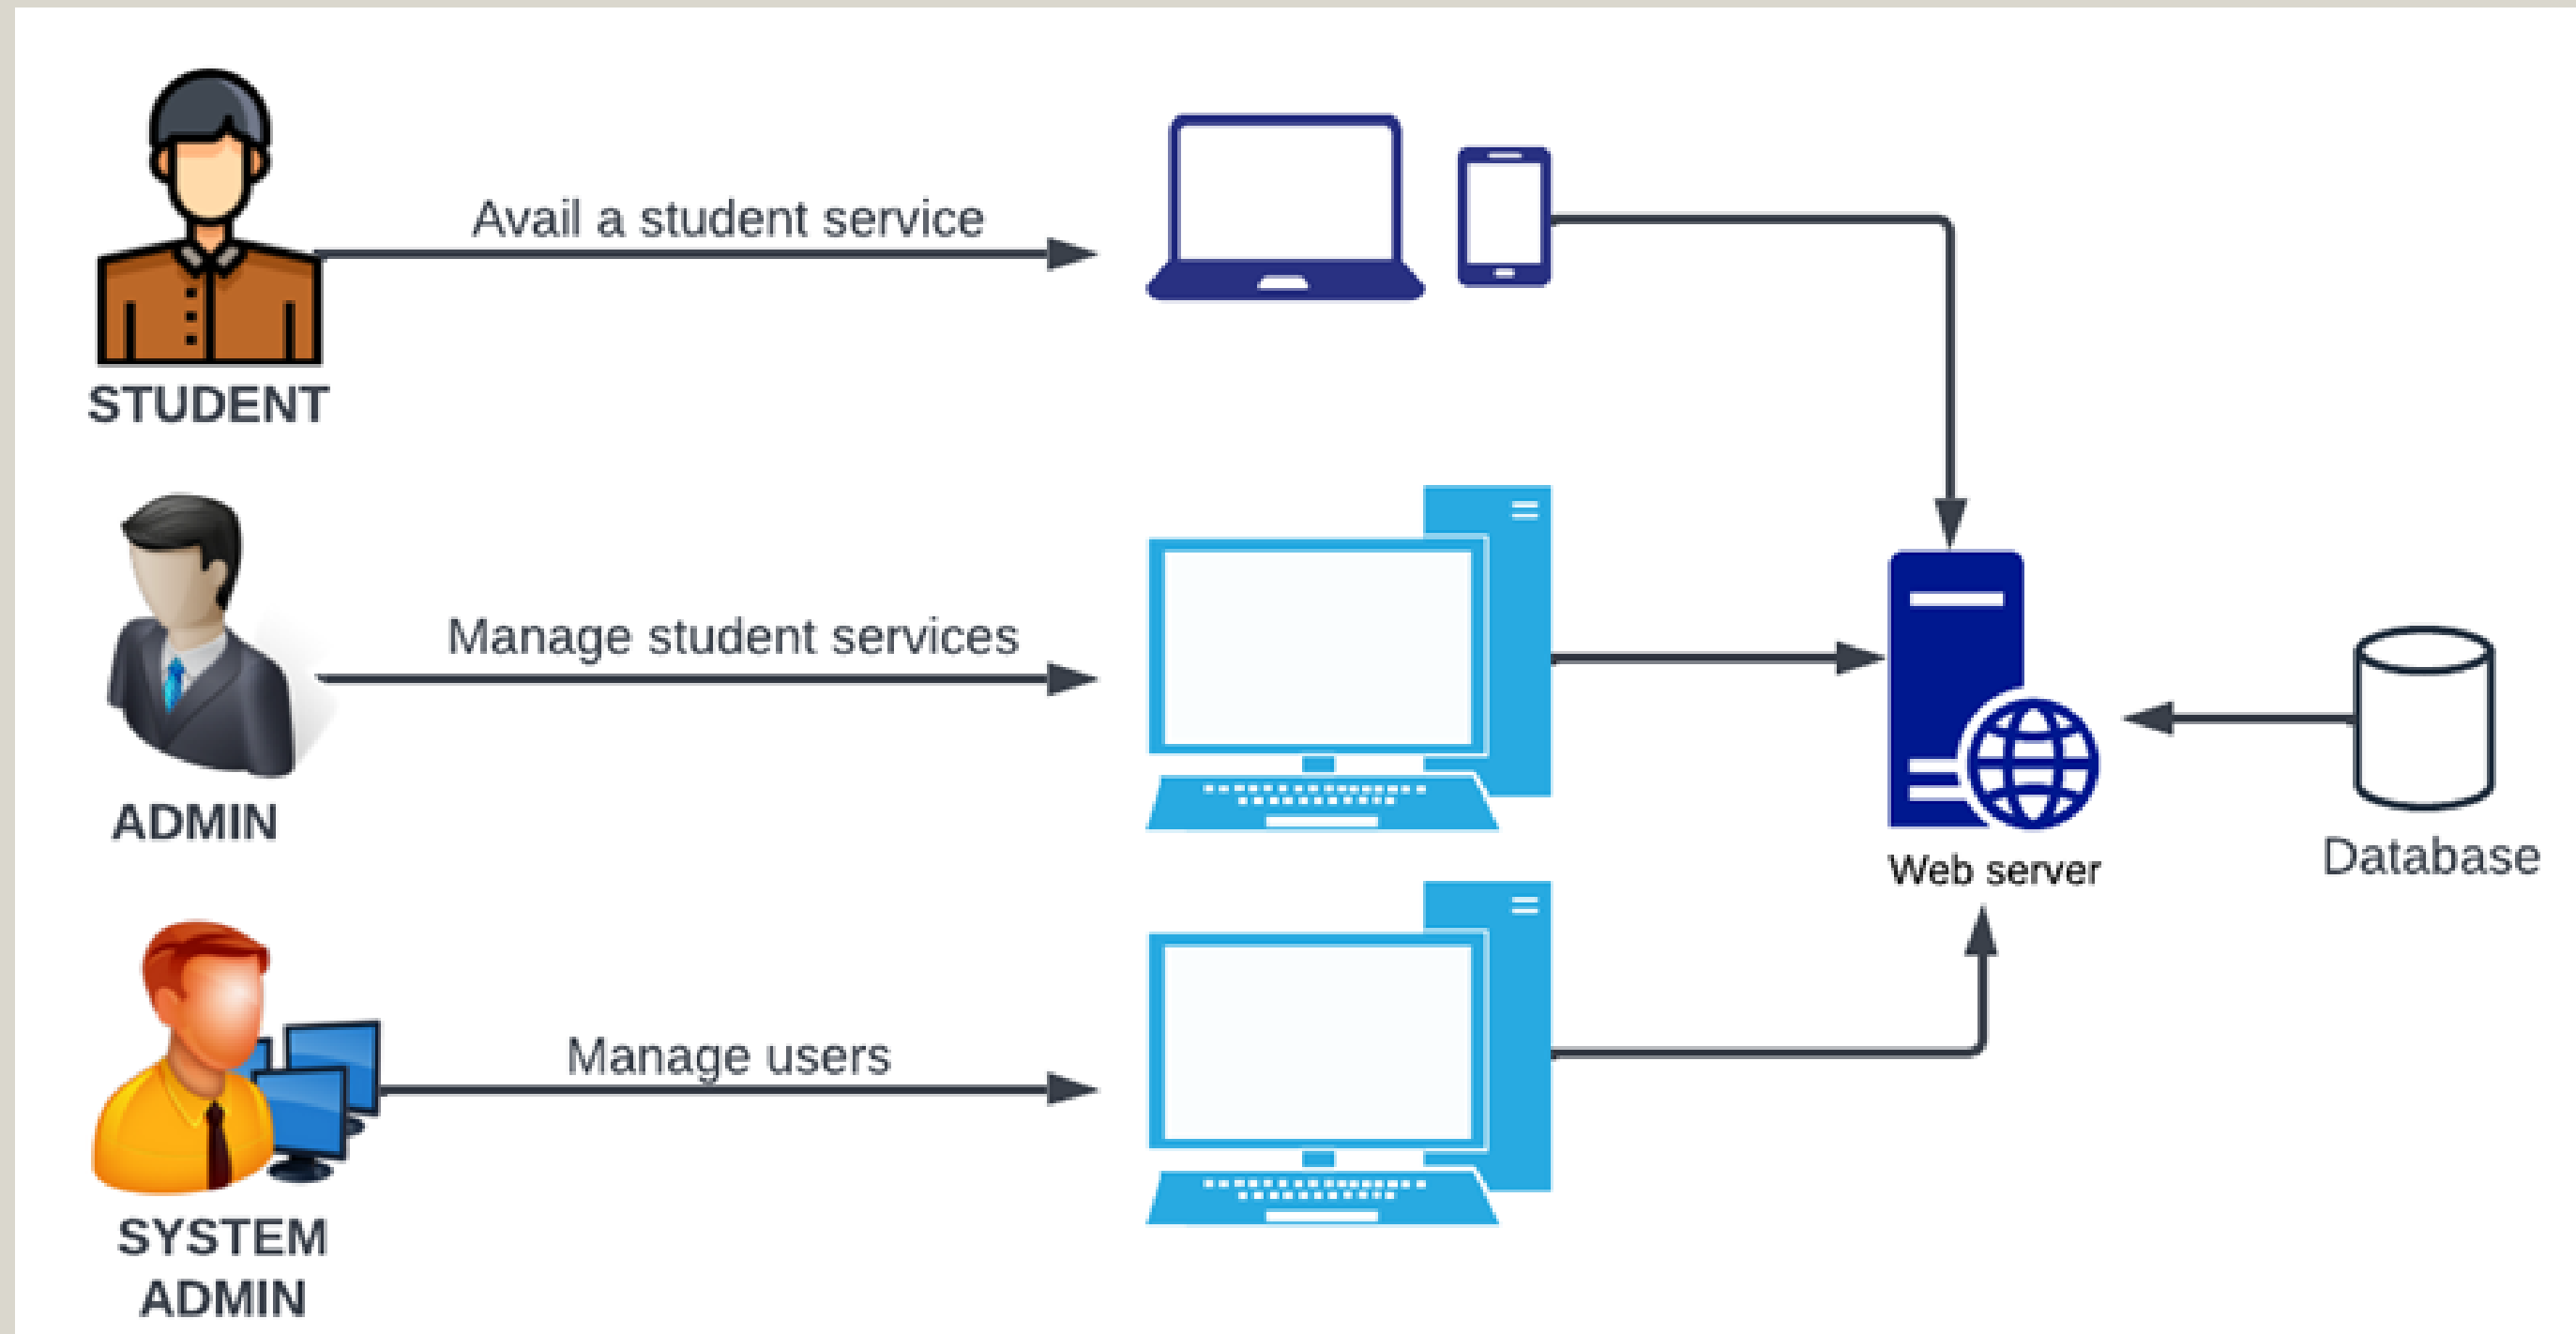 Avail a student service
STUDENT
Manage student services
ADMIN
Web server
Database
Manage users
SYSTEM
ADMIN